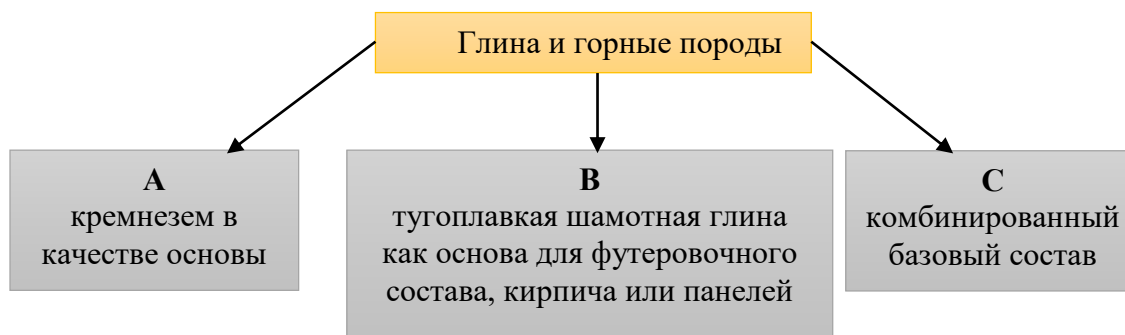 Глина и горные породы
A
кремнезем в
качестве основы
B
тугоплавкая шамотная глина
как основа для футеровочного
состава, кирпича или панелей
C
комбинированный
базовый состав